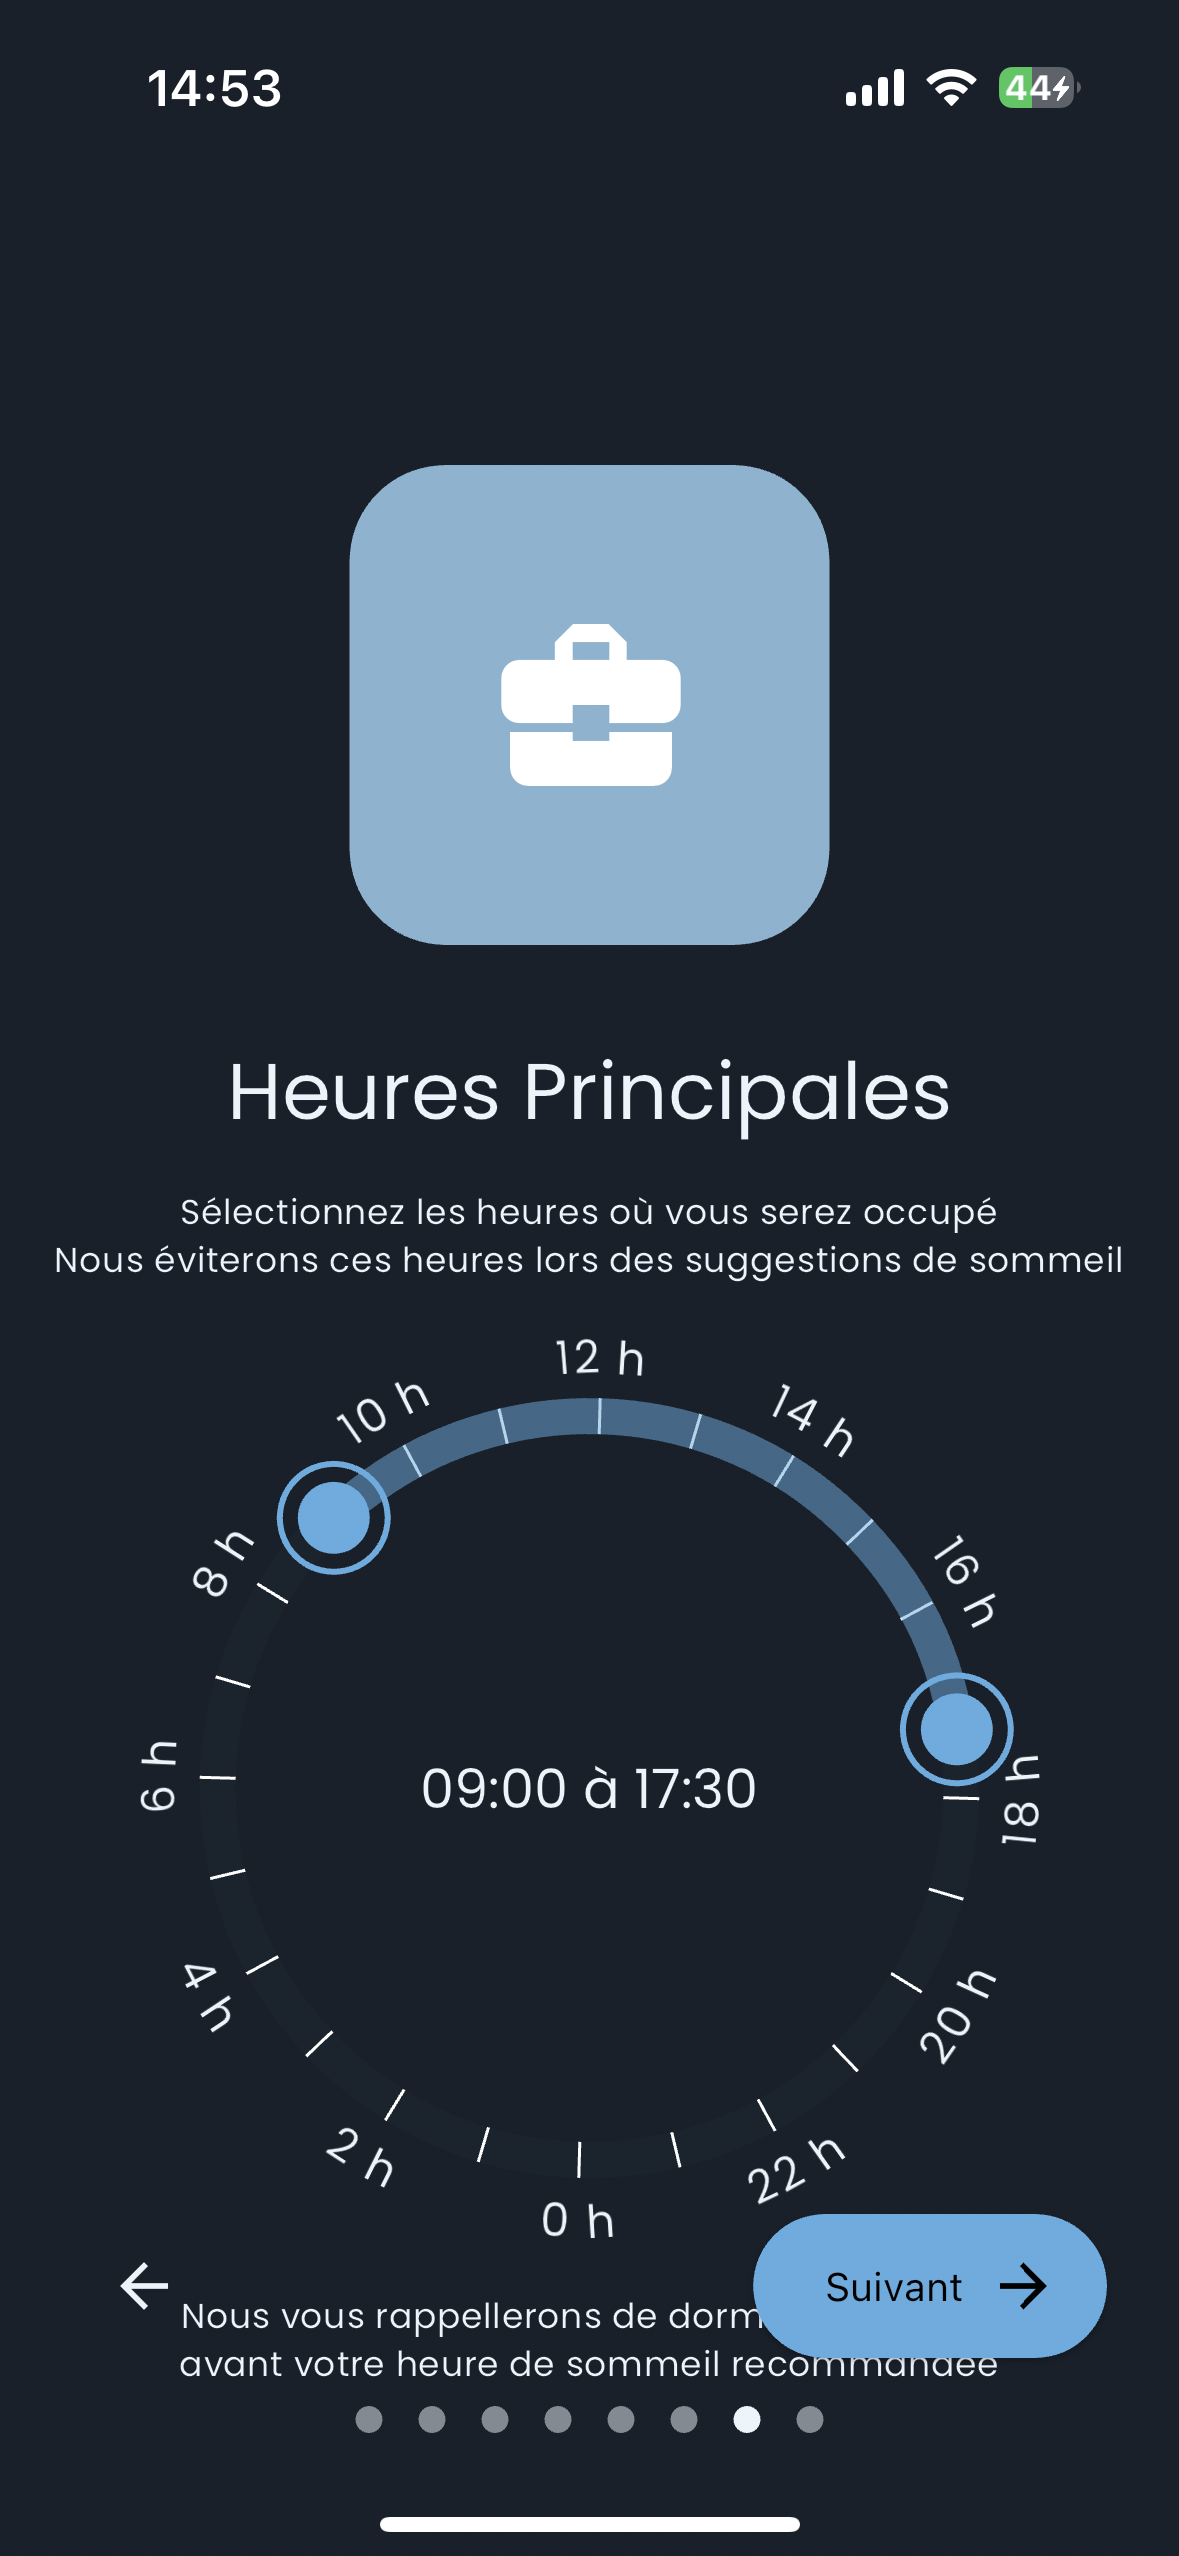 14:53
44
Heures Principales
Sélectionnez les heures où vous serez occupé
Nous éviterons ces heures lors des suggestions de sommeil
12 h
10 h
14 h
8 h
16 h
6 h
09:00 à 17:30
18 h
4 h
20 h
2 h
22 h
0 h
Suivant
Nous vous rappellerons de
avant votre heure de sommeil recommandée